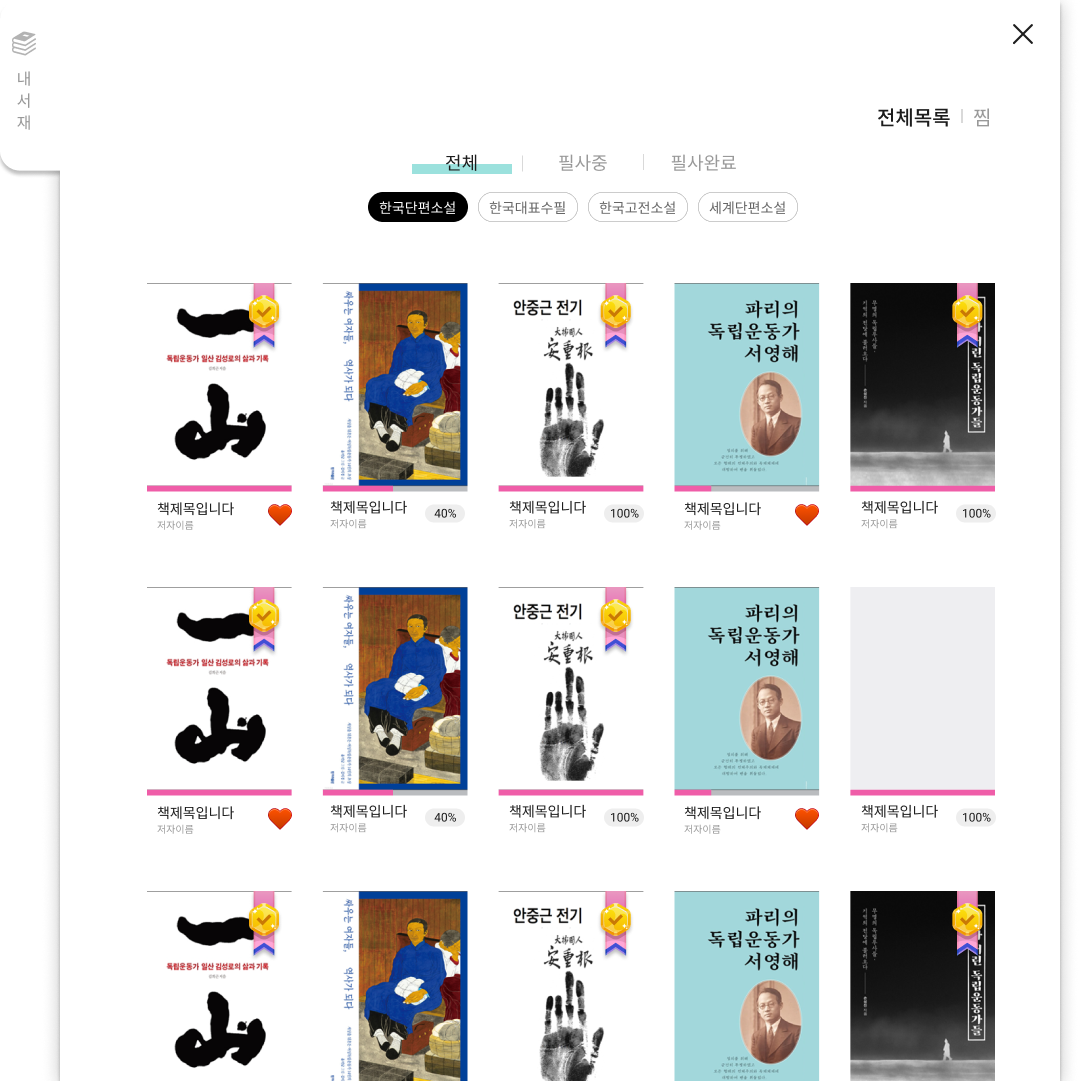 내
서
재
전체목록
찜
전체
필사중
필사완료
한국단편소설
한국대표수필
한국고전소설
세계단편소설
독립운동가 일산 김성로의 삶과 기록
싸우는 여자들,
역사가 되다
안중근 전기
大韓國人
安重根
파리의
독립운동가
서영해
독립운동가들
책제목입니다
저자이름
책제목입니다
저자이름
40%
책제목입니다
저자이름
100%
책제목입니다
저자이름
책제목입니다
저자이름
100%
독립운동가 일산 김성로의 삶과 기록
싸우는 여자들,
역사가 되다
안중근 전기
大韓國人
安重根
파리의
독립운동가
서영해
책제목입니다
저자이름
책제목입니다
저자이름
40%
책제목입니다
저자이름
100%
책제목입니다
저자이름
책제목입니다
저자이름
100%
독립운동가 일산 김성로의 삶과 기록
싸우는 여자들,
역사가 되다
안중근 전기
大韓國人
安重根
파리의
독립운동가
서영해
독립운동가들